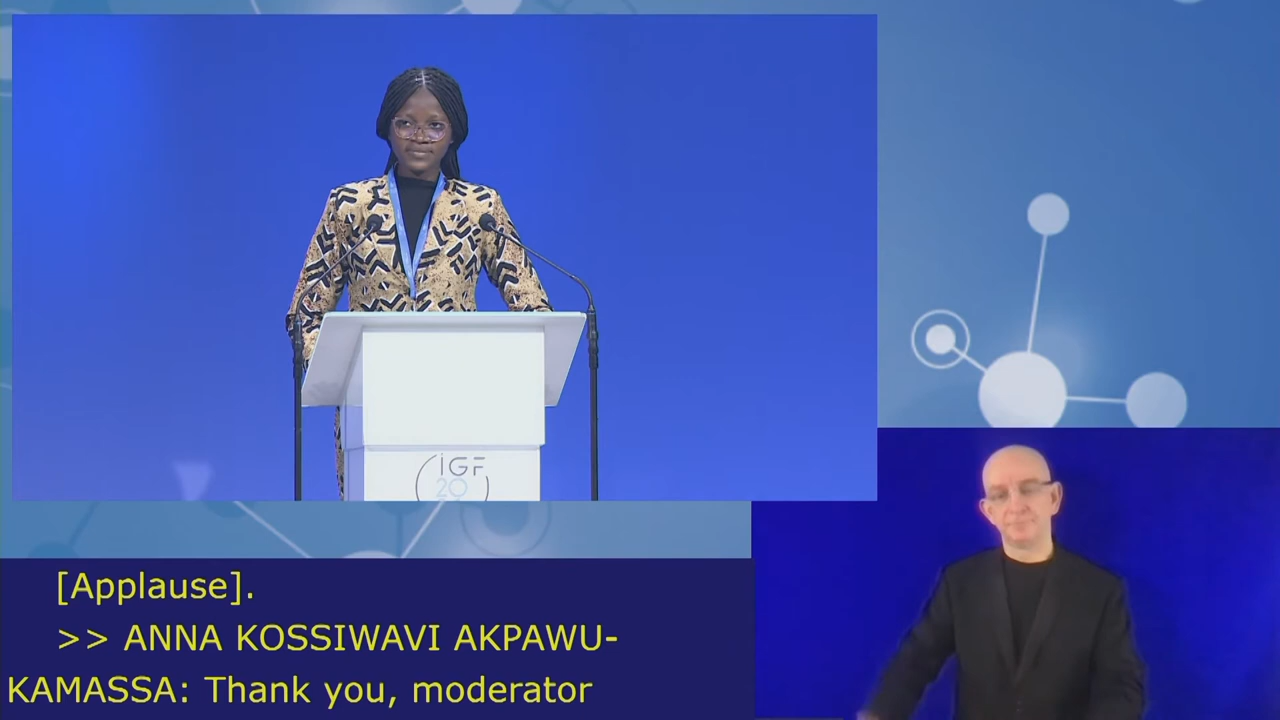 IGF
20
[Applause].
>> ANNA KOSSIWAVI AKPAWU-
KAMASSA: Thank you, moderator